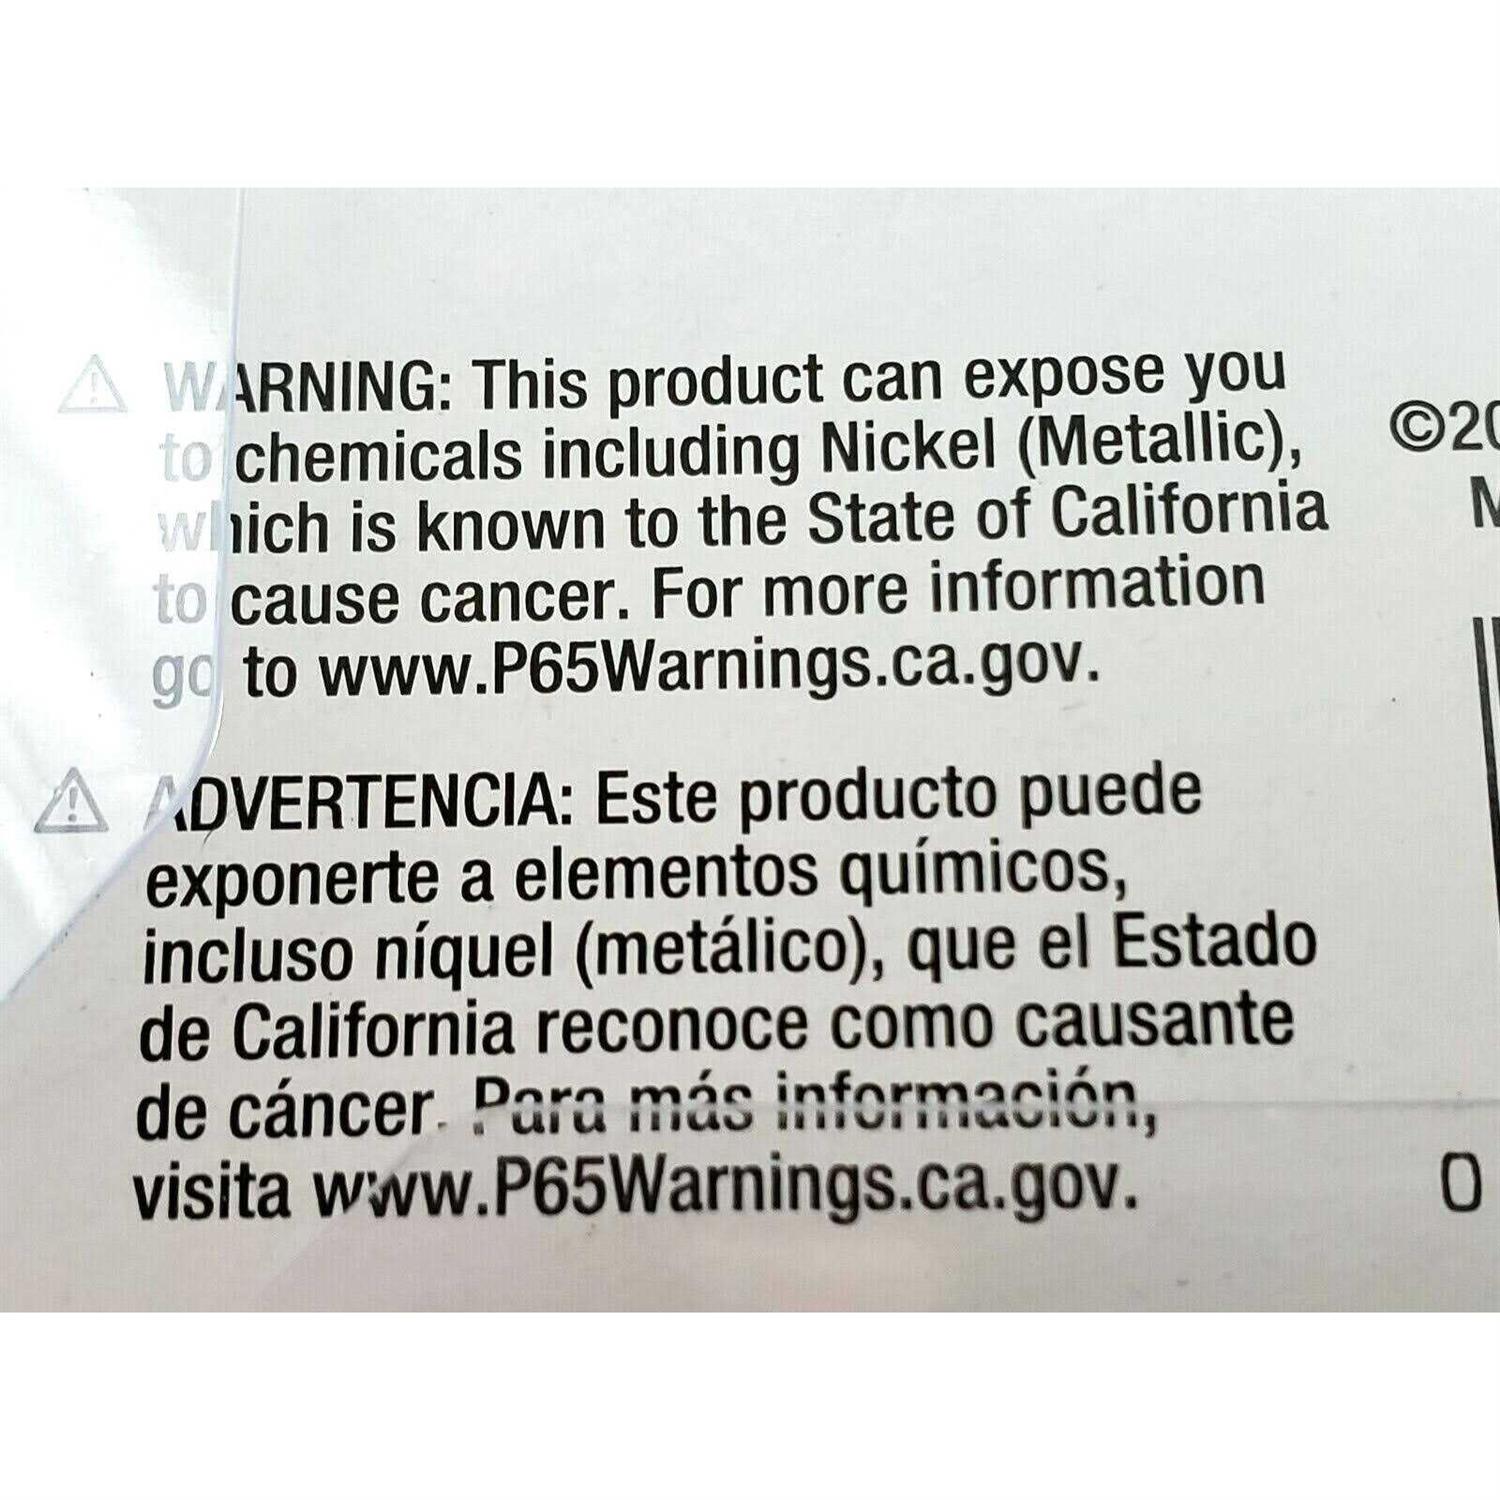 ⚠ WARNING: This product can expose you
to chemicals including Nickel (Metallic),
which is known to the State of California
to cause cancer. For more information
go to www.P65Warnings.ca.gov.
⚠ ADVERTENCIA: Este producto puede
exponerte a elementos químicos,
incluso níquel (metálico), que el Estado
de California reconoce como causante
de cáncer. Para más información,
visita www.P65Warnings.ca.gov.
©20
M
0